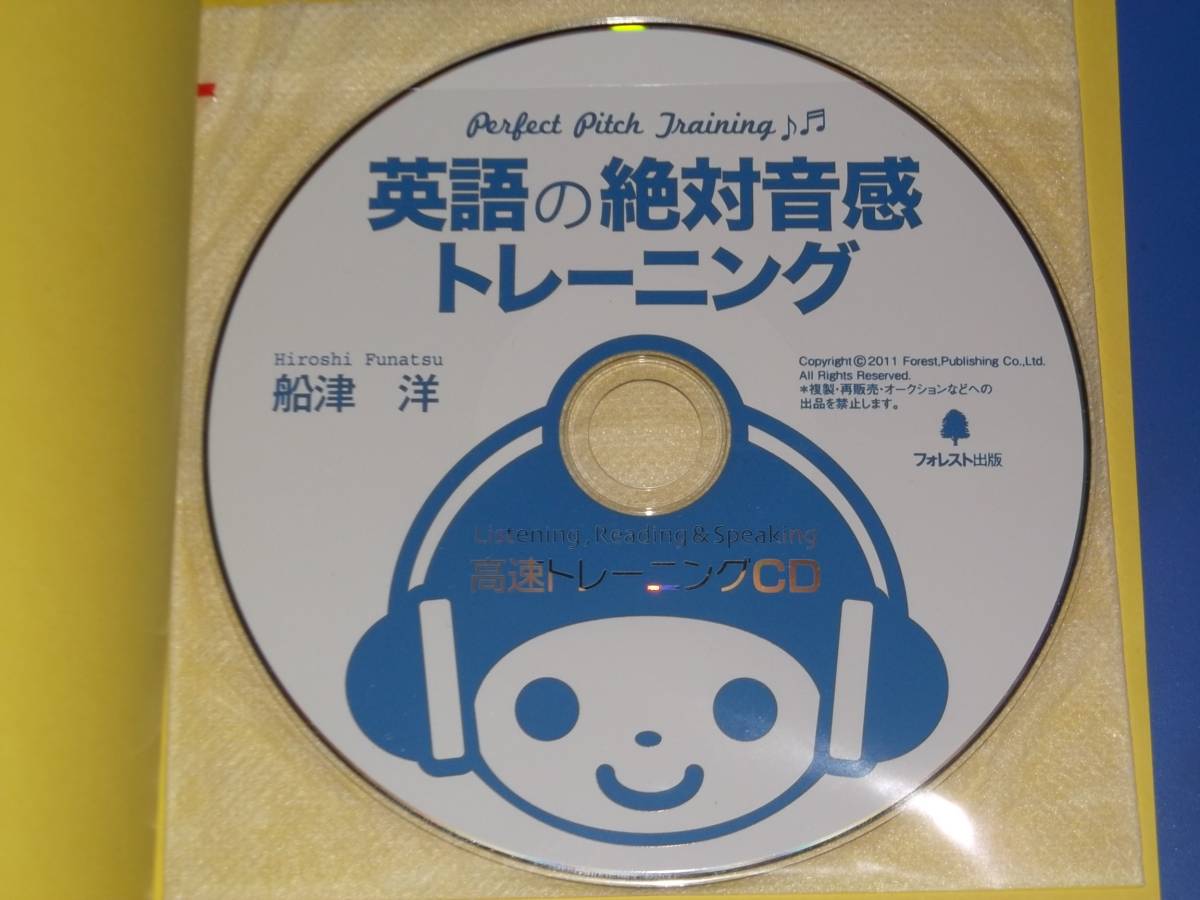 Perfect Pitch Training♪♬
英語の絶対音感
トレーニング
Hiroshi Funatsu
船津 洋
Copyright©2011 Forest,Publishing Co.,Ltd.
All Rights Reserved.
*複製・再販売・オークションなどへの
出品を禁止します。
フォレスト出版
Listening,Reading&Speaking
高速トレーニングCD